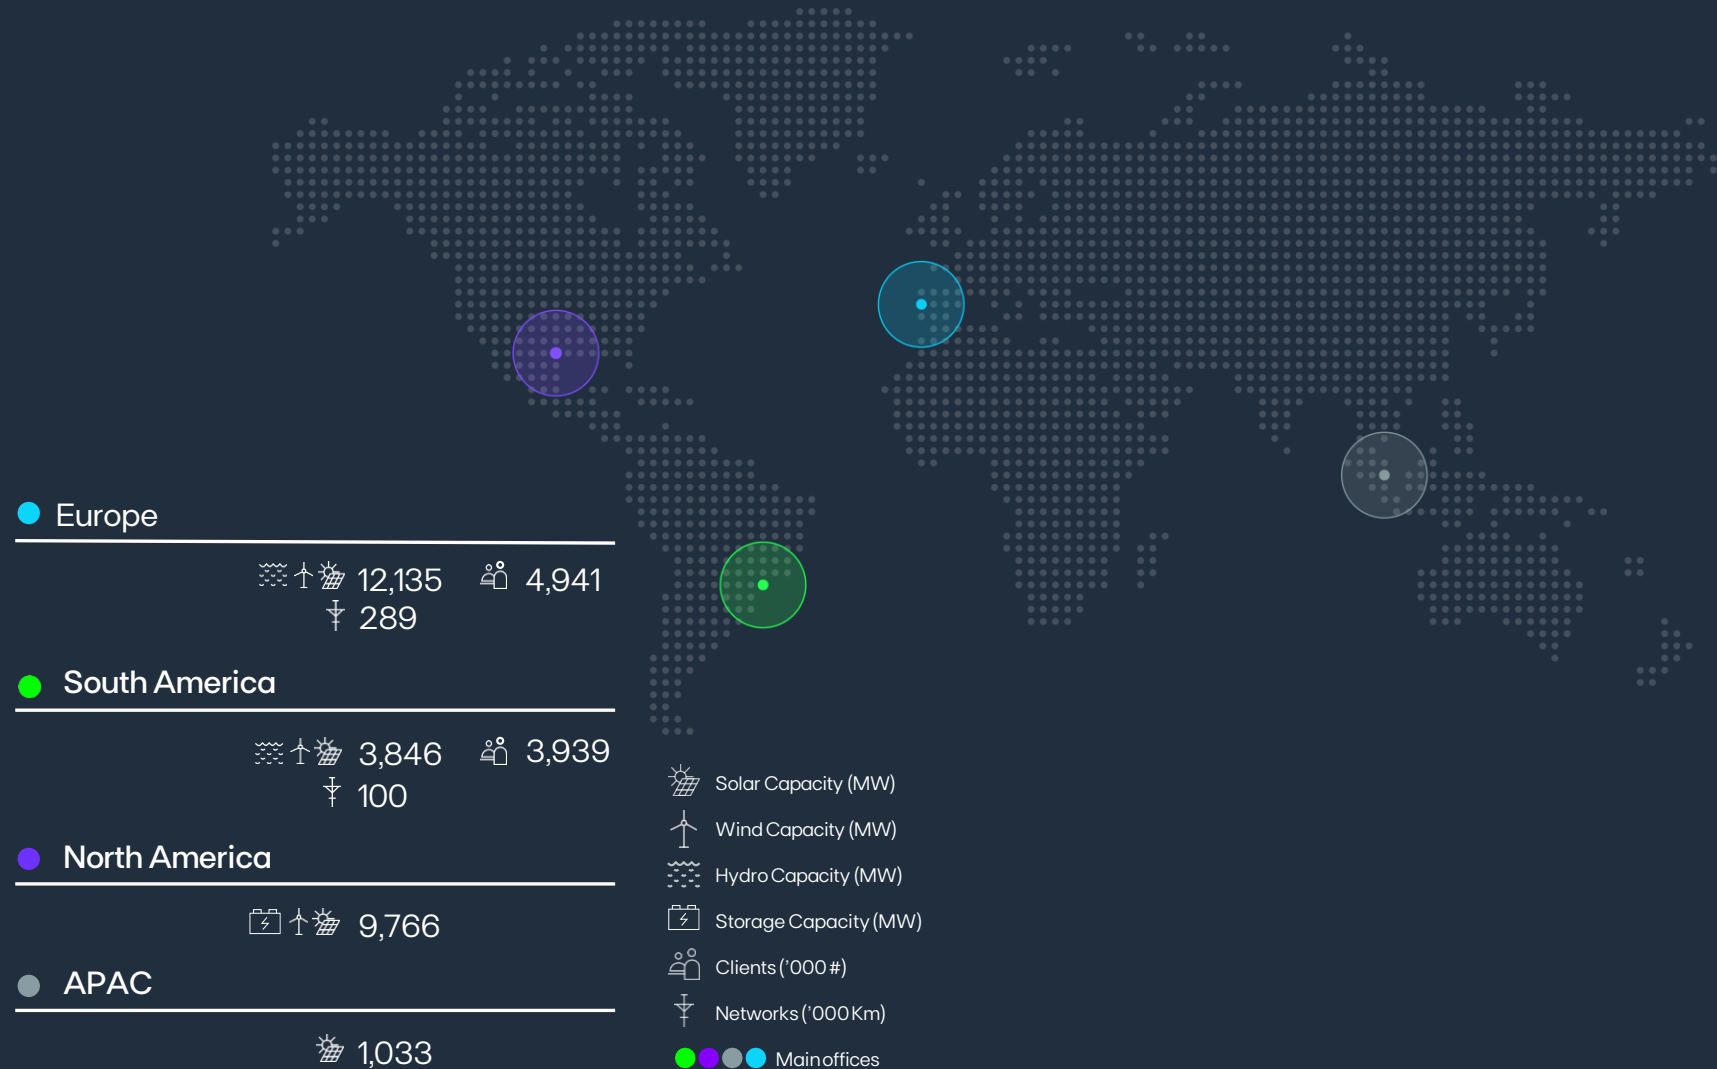 Europe
12,135 4,941
289
South America
3,846 3,939
100
North America
9,766
APAC
1,033
Solar Capacity (MW)
Wind Capacity (MW)
Hydro Capacity (MW)
Storage Capacity (MW)
Clients ('000 #)
Networks ('000 Km)
Main offices